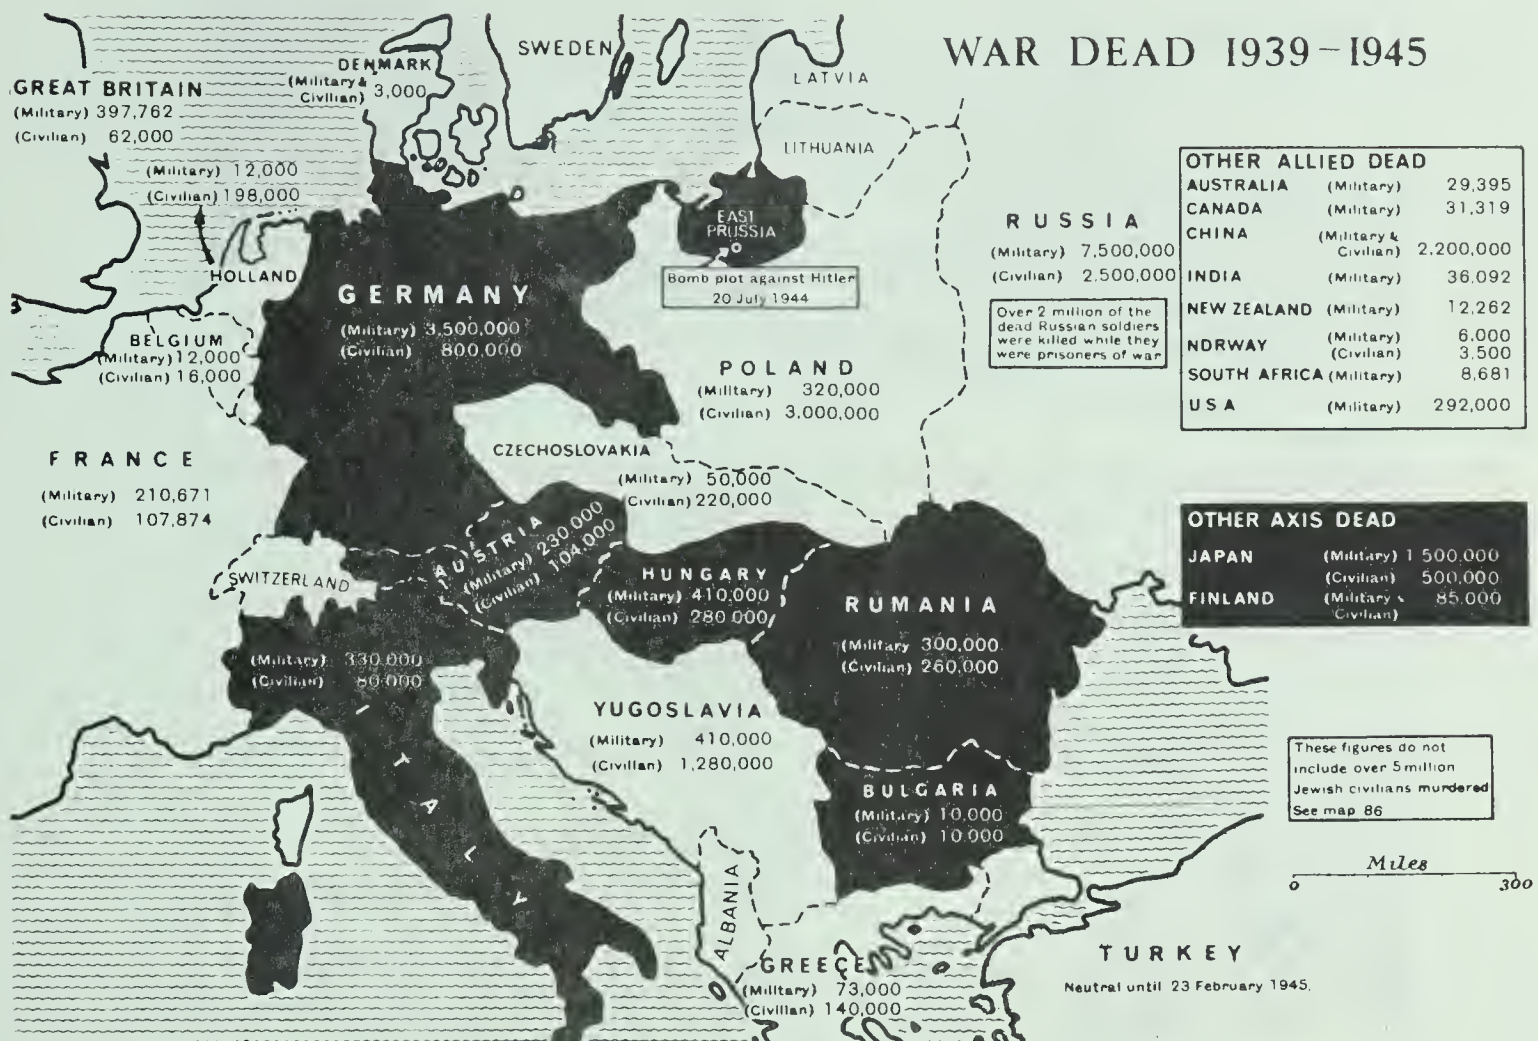 WAR DEAD 1939-1945
SWEDEN
DENMARK
(Military & 3,000
Civilian)
GREAT BRITAIN
(Military) 397,762
(Civilian) 62,000
(Military) 12,000
(Civilian) 198,000
HOLLAND
LATVIA
LITHUANIA
EAST
PRUSSIA
Bomb plot against Hitler
20 July 1944
RUSSIA
(Military) 7,500,000
(Civilian) 2,500,000
Over 2 million of the
dead Russian soldiers
were killed while they
were prisoners of war
OTHER ALLIED DEAD
AUSTRALIA (Military) 29,395
CANADA (Military) 31,319
CHINA (Military &
Civilian) 2,200,000
INDIA (Military) 36,092
NEW ZEALAND (Military) 12,262
NORWAY (Military) 6,000
(Civilian) 3,500
SOUTH AFRICA (Military) 8,681
USA (Military) 292,000
GERMANY
(Military) 3,500,000
(Civilian) 800,000
BELGIUM
(Military) 12,000
(Civilian) 16,000
POLAND
(Military) 320,000
(Civilian) 3,000,000
FRANCE
(Military) 210,671
(Civilian) 107,874
CZECHOSLOVAKIA
(Military) 50,000
(Civilian) 220,000
AUSTRIA
(Military) 230,000
(Civilian) 104,000
SWITZERLAND
HUNGARY
(Military) 410,000
(Civilian) 280,000
RUMANIA
(Military 300,000
(Civilian) 260,000
OTHER AXIS DEAD
JAPAN (Military) 1 500,000
(Civilian) 500,000
FINLAND (Military & 85,000
Civilian)
(Military) 330,000
(Civilian) 80,000
ITALY
YUGOSLAVIA
(Military) 410,000
(Civilian) 1,280,000
BULGARIA
(Military) 10,000
(Civilian) 10,000
These figures do not
include over 5 million
Jewish civilians murdered
See map 86
Miles
0 300
ALBANIA
GREECE
(Military) 73,000
(Civilian) 140,000
TURKEY
Neutral until 23 February 1945.